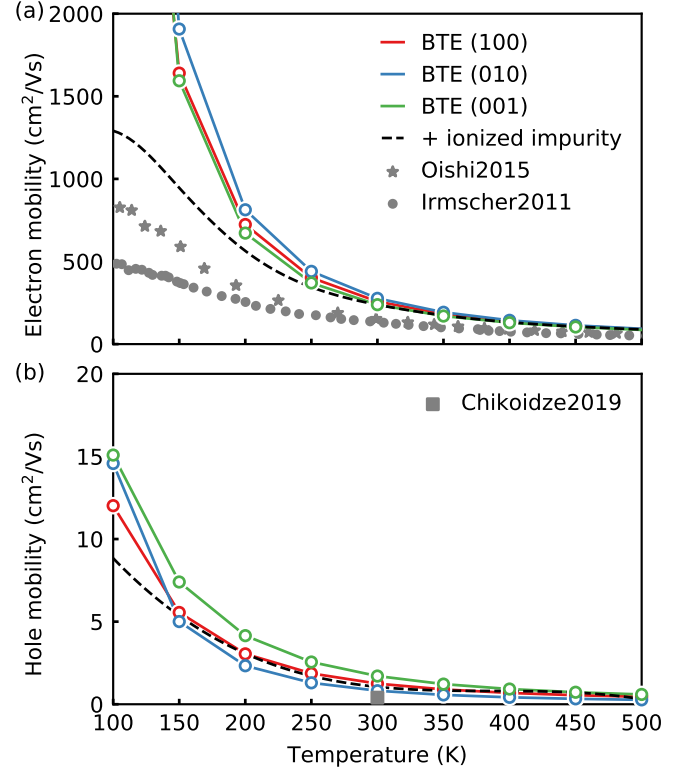 (a)
2000
1500
1000
500
0
Electron mobility (cm²/Vs)
BTE (100)
BTE (010)
BTE (001)
+ ionized impurity
Oishi2015
Irmscher2011
(b)
20
15
10
5
0
Hole mobility (cm²/Vs)
Chikoidze2019
100 150 200 250 300 350 400 450 500
Temperature (K)